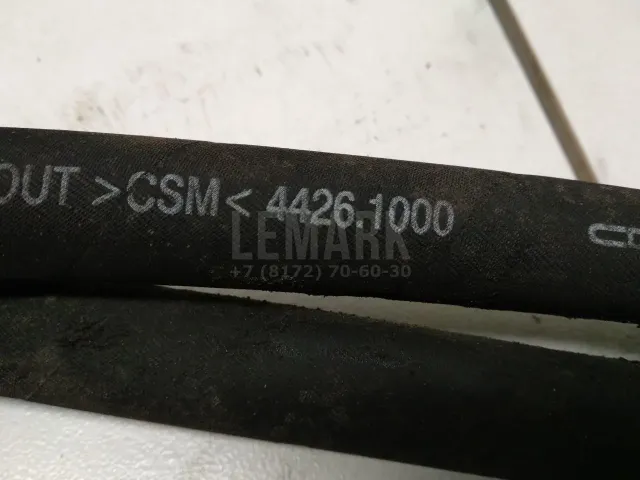 OUT >CSM< 4426.1000
LEMARK
+7 (8172) 70-60-30